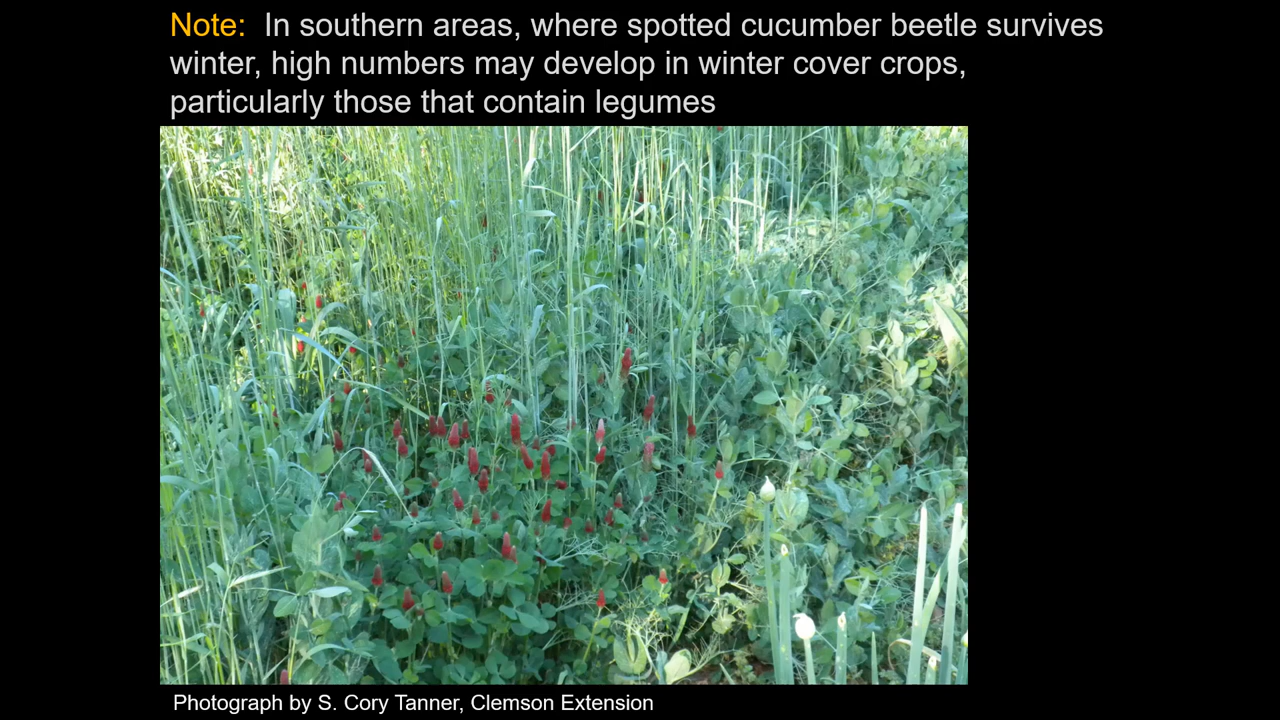 Note: In southern areas, where spotted cucumber beetle survives
winter, high numbers may develop in winter cover crops,
particularly those that contain legumes
Photograph by S. Cory Tanner, Clemson Extension